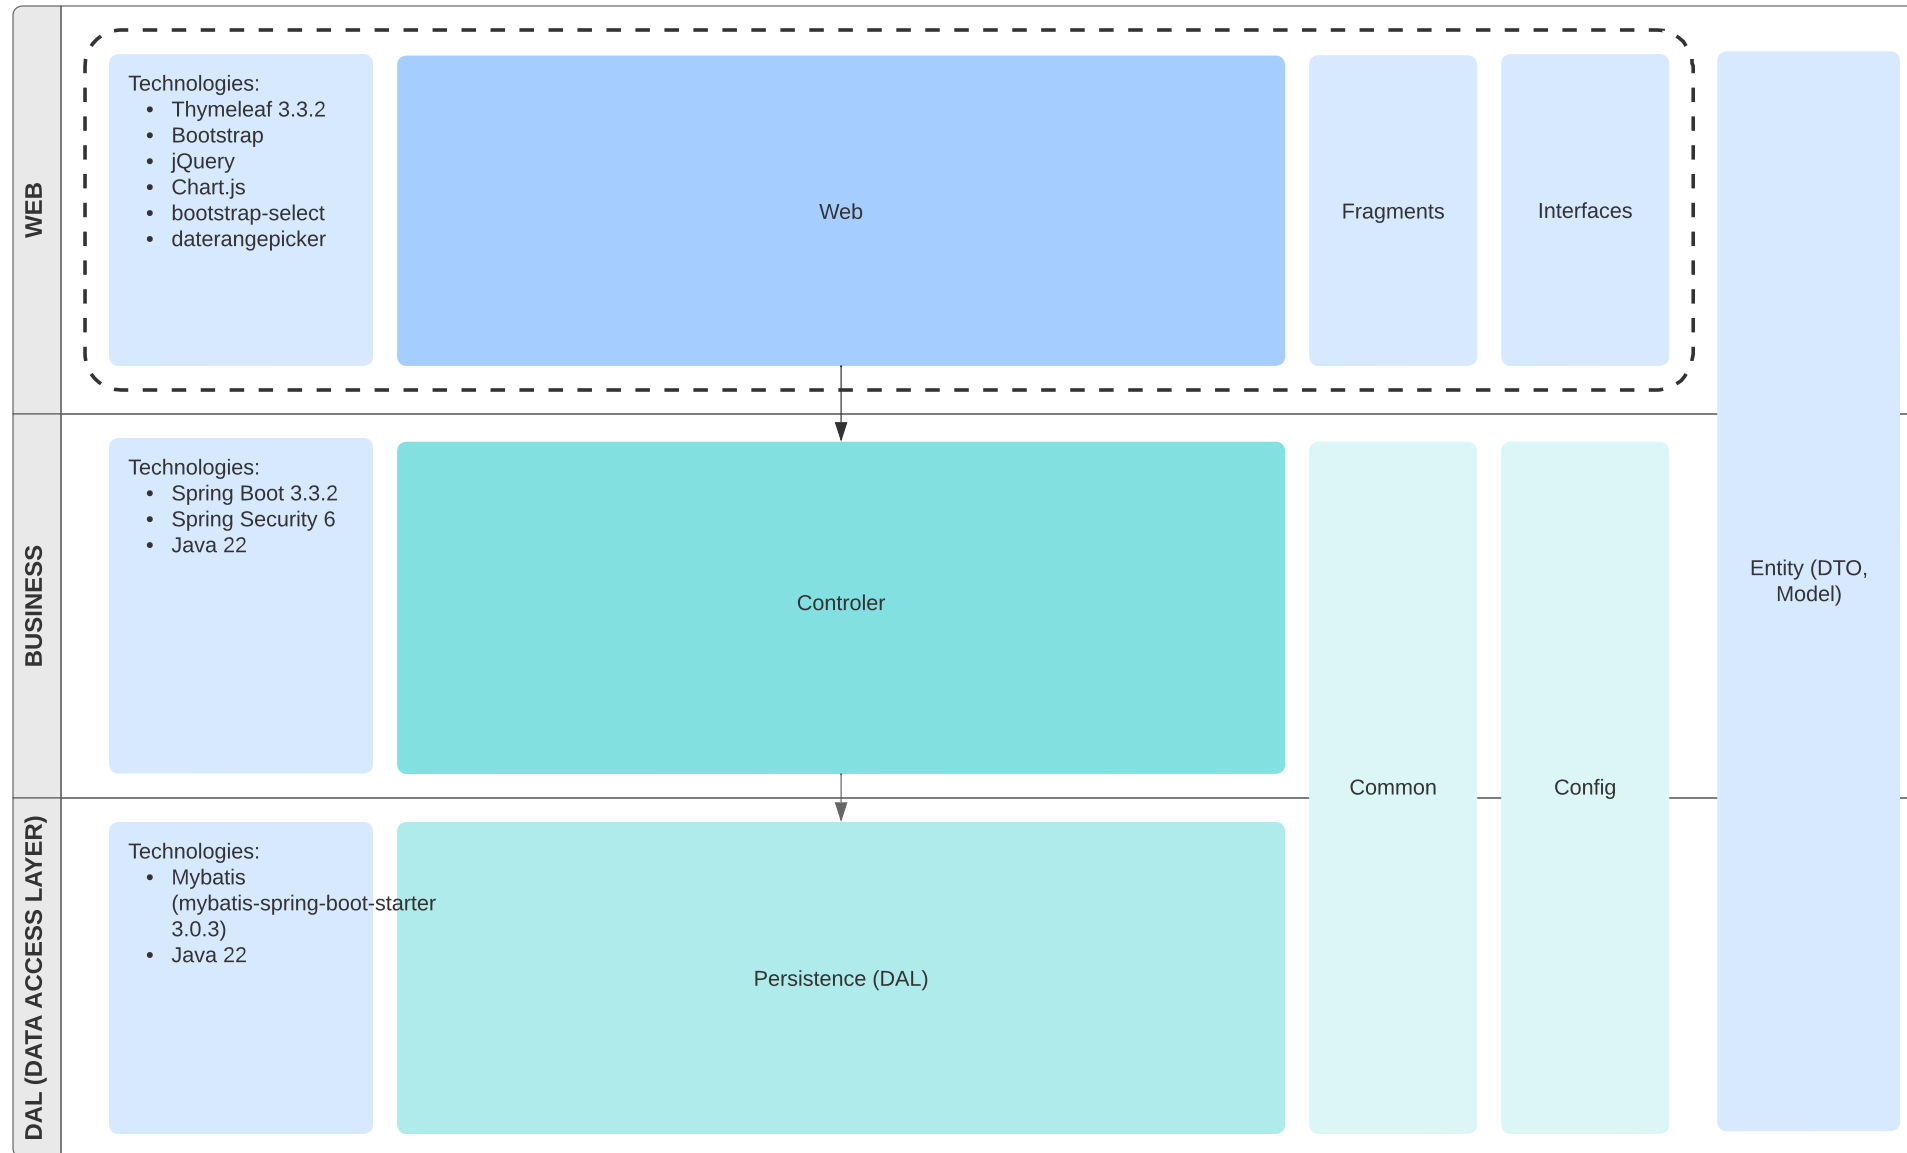 WEB
Technologies:
• Thymeleaf 3.3.2
• Bootstrap
• jQuery
• Chart.js
• bootstrap-select
• daterangepicker
Web
Fragments
Interfaces
BUSINESS
Technologies:
• Spring Boot 3.3.2
• Spring Security 6
• Java 22
Controler
Common
Config
Entity (DTO,
Model)
DAL (DATA ACCESS LAYER)
Technologies:
• Mybatis
(mybatis-spring-boot-starter
3.0.3)
• Java 22
Persistence (DAL)